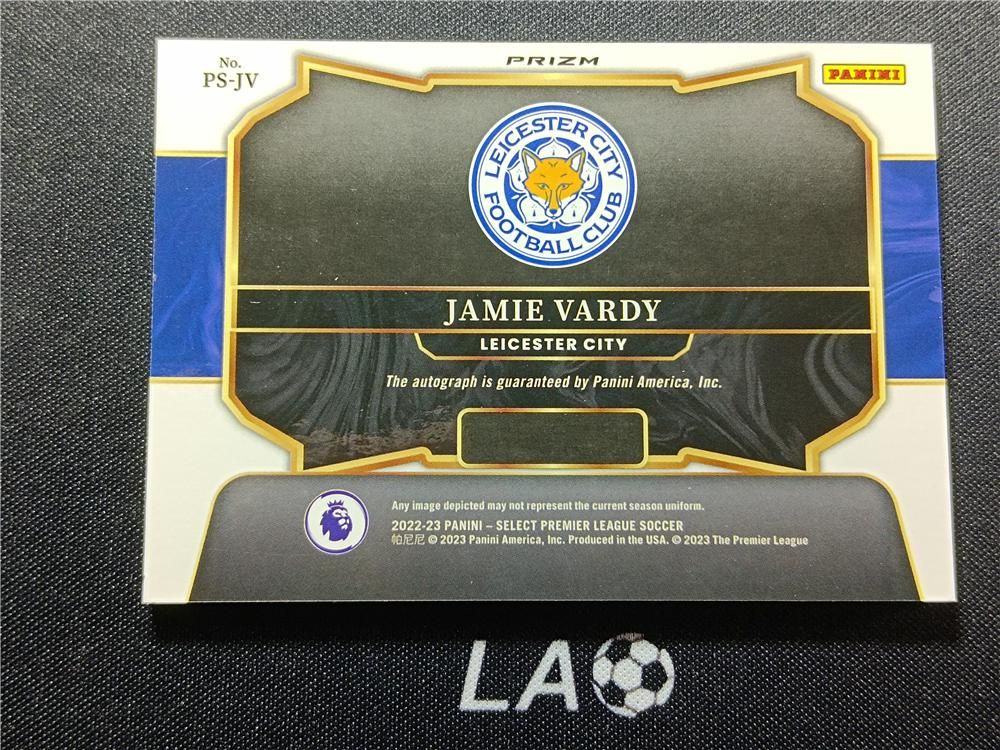 No.
PS-JV
PRIZM
PANINI
LEICESTER CITY
FOOTBALL CLUB
JAMIE VARDY
LEICESTER CITY
The autograph is guaranteed by Panini America, Inc.
Any image depicted may not represent the current season uniform.
2022-23 PANINI – SELECT PREMIER LEAGUE SOCCER
帕尼尼 © 2023 Panini America, Inc. Produced in the USA. © 2023 The Premier League
LA